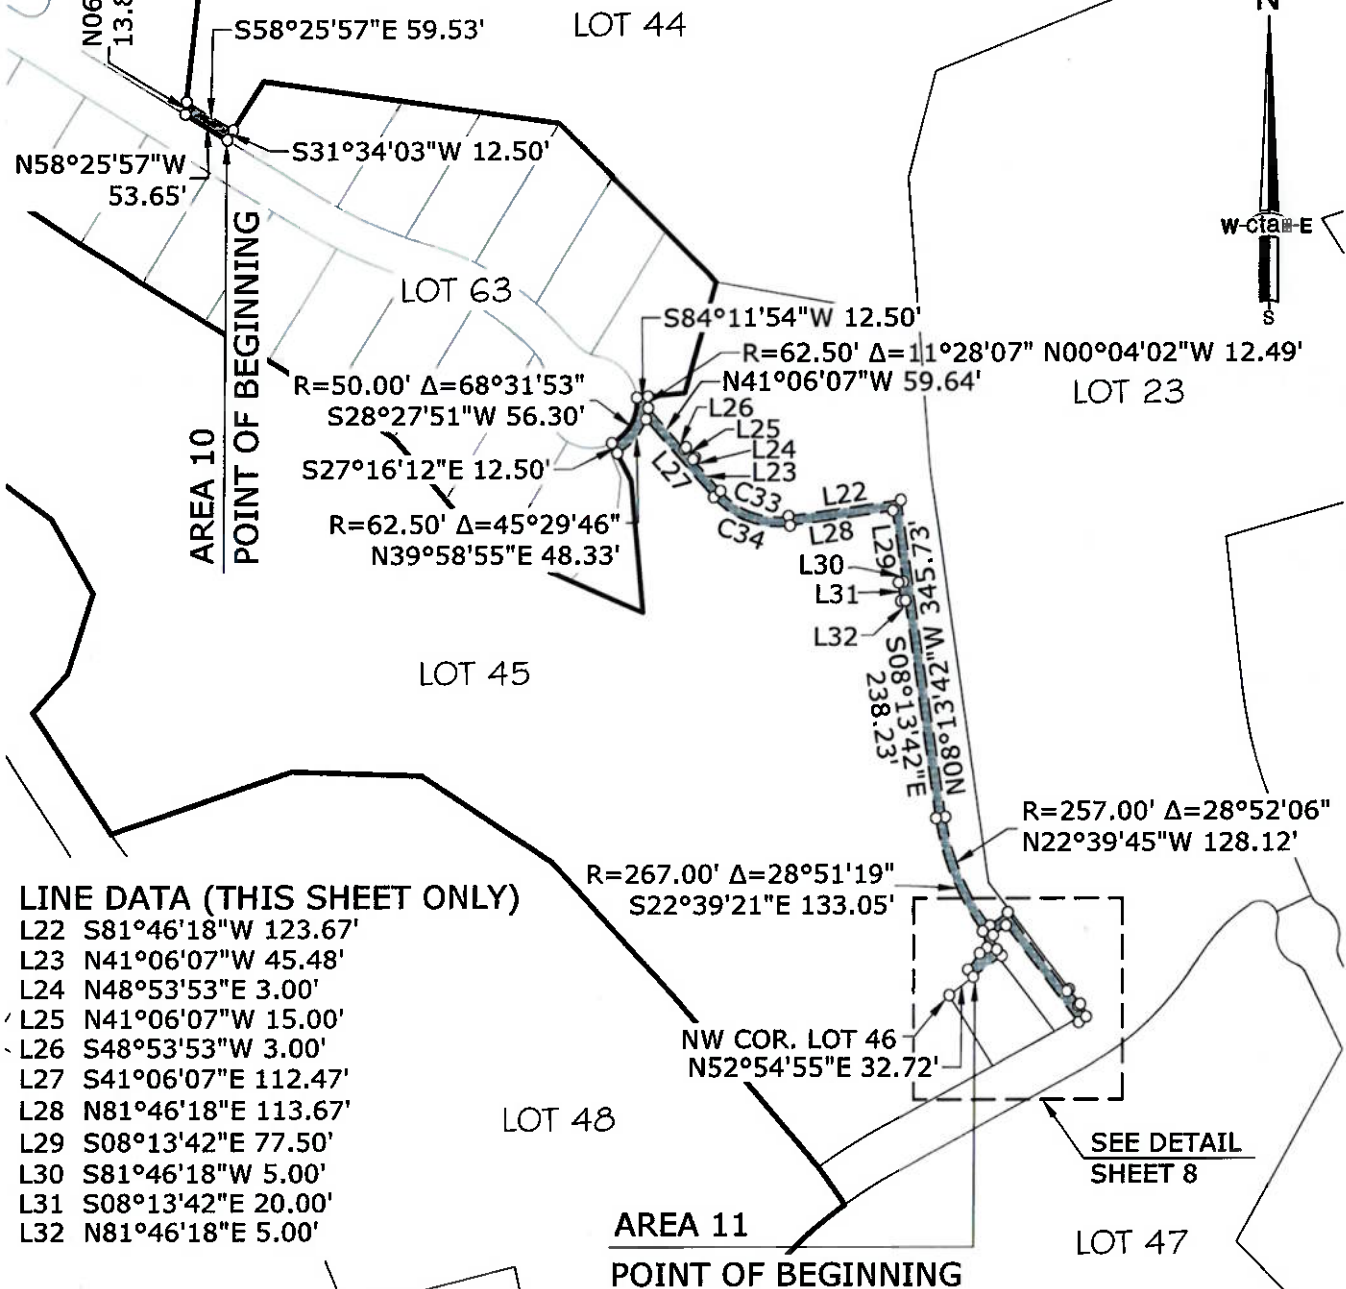 N06
13.8
S58°25'57"E 59.53'
LOT 44
N
S31°34'03"W 12.50'
N58°25'57"W
53.65'
W-cta-E
S
AREA 10
POINT OF BEGINNING
LOT 63
S84°11'54"W 12.50'
R=62.50' Δ=11°28'07" N00°04'02"W 12.49'
N41°06'07"W 59.64'
LOT 23
R=50.00' Δ=68°31'53"
S28°27'51"W 56.30'
L26
L25
L24
L23
S27°16'12"E 12.50'
L27
C33
L22
R=62.50' Δ=45°29'46"
N39°58'55"E 48.33'
C34
L28
L29
L30
L31
L32
N08°13'42"W 345.73'
S08°13'42"E
238.23'
LOT 45
R=257.00' Δ=28°52'06"
N22°39'45"W 128.12'
R=267.00' Δ=28°51'19"
S22°39'21"E 133.05'
LINE DATA (THIS SHEET ONLY)
L22 S81°46'18"W 123.67'
L23 N41°06'07"W 45.48'
L24 N48°53'53"E 3.00'
L25 N41°06'07"W 15.00'
L26 S48°53'53"W 3.00'
L27 S41°06'07"E 112.47'
L28 N81°46'18"E 113.67'
L29 S08°13'42"E 77.50'
L30 S81°46'18"W 5.00'
L31 S08°13'42"E 20.00'
L32 N81°46'18"E 5.00'
NW COR. LOT 46
N52°54'55"E 32.72'
LOT 48
SEE DETAIL
SHEET 8
AREA 11
POINT OF BEGINNING
LOT 47